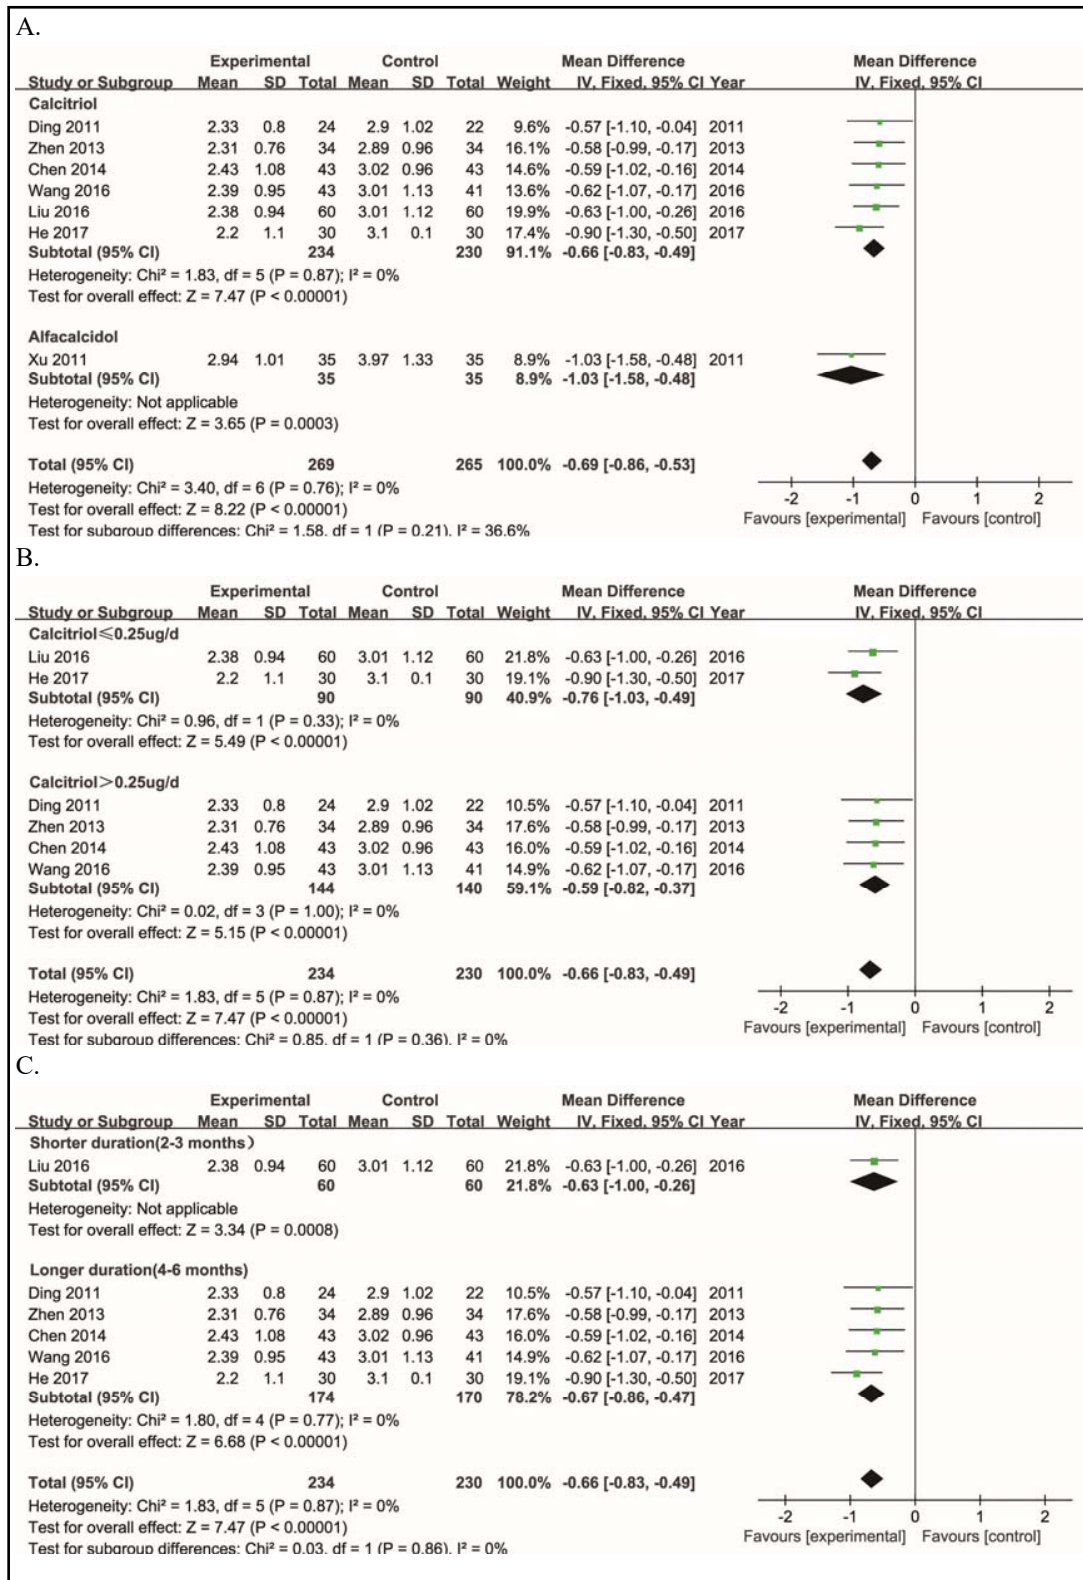 A.
Experimental Control Mean Difference Mean Difference
Study or Subgroup Mean SD Total Mean SD Total Weight IV, Fixed, 95% CI Year IV, Fixed, 95% CI
Calcitriol
Ding 2011 2.33 0.8 24 2.9 1.02 22 9.6% -0.57 [-1.10, -0.04] 2011
Zhen 2013 2.31 0.76 34 2.89 0.96 34 16.1% -0.58 [-0.99, -0.17] 2013
Chen 2014 2.43 1.08 43 3.02 0.96 43 14.6% -0.59 [-1.02, -0.16] 2014
Wang 2016 2.39 0.95 43 3.01 1.13 41 13.6% -0.62 [-1.07, -0.17] 2016
Liu 2016 2.38 0.94 60 3.01 1.12 60 19.9% -0.63 [-1.00, -0.26] 2016
He 2017 2.2 1.1 30 3.1 0.1 30 17.4% -0.90 [-1.30, -0.50] 2017
Subtotal (95% CI) 234 230 91.1% -0.66 [-0.83, -0.49]
Heterogeneity: Chi² = 1.83, df = 5 (P = 0.87); I² = 0%
Test for overall effect: Z = 7.47 (P < 0.00001)
Alfacalcidol
Xu 2011 2.94 1.01 35 3.97 1.33 35 8.9% -1.03 [-1.58, -0.48] 2011
Subtotal (95% CI) 35 35 8.9% -1.03 [-1.58, -0.48]
Heterogeneity: Not applicable
Test for overall effect: Z = 3.65 (P = 0.0003)
Total (95% CI) 269 265 100.0% -0.69 [-0.86, -0.53]
Heterogeneity: Chi² = 3.40, df = 6 (P = 0.76); I² = 0%
Test for overall effect: Z = 8.22 (P < 0.00001)
Test for subgroup differences: Chi² = 1.58, df = 1 (P = 0.21), I² = 36.6%
-2 -1 0 1 2
Favours [experimental] Favours [control]
B.
Experimental Control Mean Difference Mean Difference
Study or Subgroup Mean SD Total Mean SD Total Weight IV, Fixed, 95% CI Year IV, Fixed, 95% CI
Calcitriol≤0.25ug/d
Liu 2016 2.38 0.94 60 3.01 1.12 60 21.8% -0.63 [-1.00, -0.26] 2016
He 2017 2.2 1.1 30 3.1 0.1 30 19.1% -0.90 [-1.30, -0.50] 2017
Subtotal (95% CI) 90 90 40.9% -0.76 [-1.03, -0.49]
Heterogeneity: Chi² = 0.96, df = 1 (P = 0.33); I² = 0%
Test for overall effect: Z = 5.49 (P < 0.00001)
Calcitriol>0.25ug/d
Ding 2011 2.33 0.8 24 2.9 1.02 22 10.5% -0.57 [-1.10, -0.04] 2011
Zhen 2013 2.31 0.76 34 2.89 0.96 34 17.6% -0.58 [-0.99, -0.17] 2013
Chen 2014 2.43 1.08 43 3.02 0.96 43 16.0% -0.59 [-1.02, -0.16] 2014
Wang 2016 2.39 0.95 43 3.01 1.13 41 14.9% -0.62 [-1.07, -0.17] 2016
Subtotal (95% CI) 144 140 59.1% -0.59 [-0.82, -0.37]
Heterogeneity: Chi² = 0.02, df = 3 (P = 1.00); I² = 0%
Test for overall effect: Z = 5.15 (P < 0.00001)
Total (95% CI) 234 230 100.0% -0.66 [-0.83, -0.49]
Heterogeneity: Chi² = 1.83, df = 5 (P = 0.87); I² = 0%
Test for overall effect: Z = 7.47 (P < 0.00001)
Test for subgroup differences: Chi² = 0.85, df = 1 (P = 0.36), I² = 0%
-2 -1 0 1 2
Favours [experimental] Favours [control]
C.
Experimental Control Mean Difference Mean Difference
Study or Subgroup Mean SD Total Mean SD Total Weight IV, Fixed, 95% CI Year IV, Fixed, 95% CI
Shorter duration(2-3 months）
Liu 2016 2.38 0.94 60 3.01 1.12 60 21.8% -0.63 [-1.00, -0.26] 2016
Subtotal (95% CI) 60 60 21.8% -0.63 [-1.00, -0.26]
Heterogeneity: Not applicable
Test for overall effect: Z = 3.34 (P = 0.0008)
Longer duration(4-6 months)
Ding 2011 2.33 0.8 24 2.9 1.02 22 10.5% -0.57 [-1.10, -0.04] 2011
Zhen 2013 2.31 0.76 34 2.89 0.96 34 17.6% -0.58 [-0.99, -0.17] 2013
Chen 2014 2.43 1.08 43 3.02 0.96 43 16.0% -0.59 [-1.02, -0.16] 2014
Wang 2016 2.39 0.95 43 3.01 1.13 41 14.9% -0.62 [-1.07, -0.17] 2016
He 2017 2.2 1.1 30 3.1 0.1 30 19.1% -0.90 [-1.30, -0.50] 2017
Subtotal (95% CI) 174 170 78.2% -0.67 [-0.86, -0.47]
Heterogeneity: Chi² = 1.80, df = 4 (P = 0.77); I² = 0%
Test for overall effect: Z = 6.68 (P < 0.00001)
Total (95% CI) 234 230 100.0% -0.66 [-0.83, -0.49]
Heterogeneity: Chi² = 1.83, df = 5 (P = 0.87); I² = 0%
Test for overall effect: Z = 7.47 (P < 0.00001)
Test for subgroup differences: Chi² = 0.03, df = 1 (P = 0.86), I² = 0%
-2 -1 0 1 2
Favours [experimental] Favours [control]